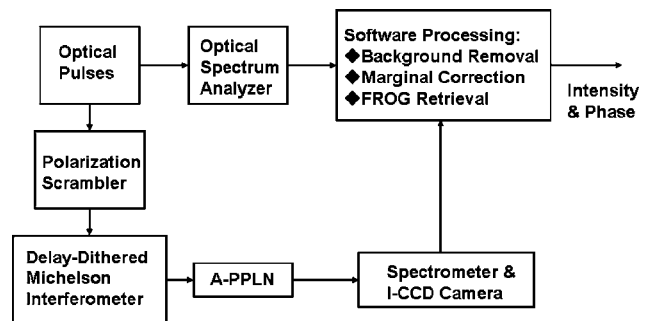 Optical
Pulses
Optical
Spectrum
Analyzer
Software Processing:
◆Background Removal
◆Marginal Correction
◆FROG Retrieval
Intensity
& Phase
Polarization
Scrambler
Delay-Dithered
Michelson
Interferometer
A-PPLN
Spectrometer &
I-CCD Camera